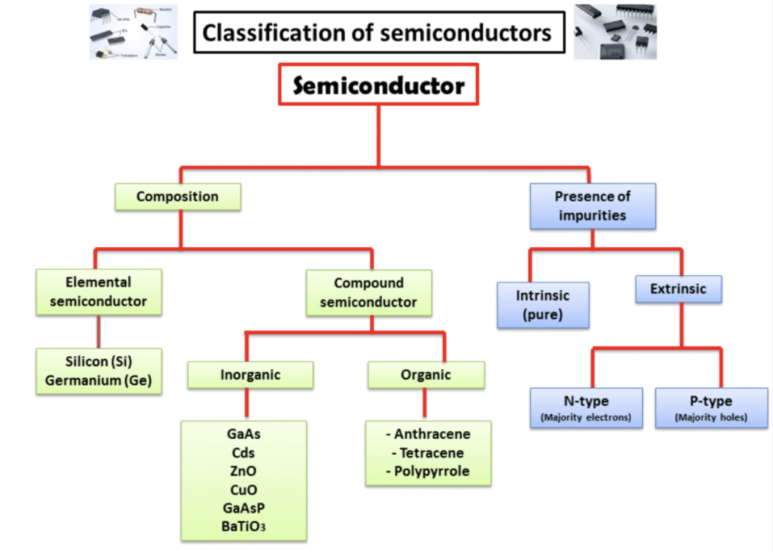 Classification of semiconductors
Semiconductor
Composition
Presence of
impurities
Elemental
semiconductor
Compound
semiconductor
Intrinsic
(pure)
Extrinsic
Silicon (Si)
Germanium (Ge)
Inorganic
Organic
N-type
(Majority electrons)
P-type
(Majority holes)
GaAs
Cds
ZnO
CuO
GaAsP
BaTiO3
- Anthracene
- Tetracene
- Polypyrrole